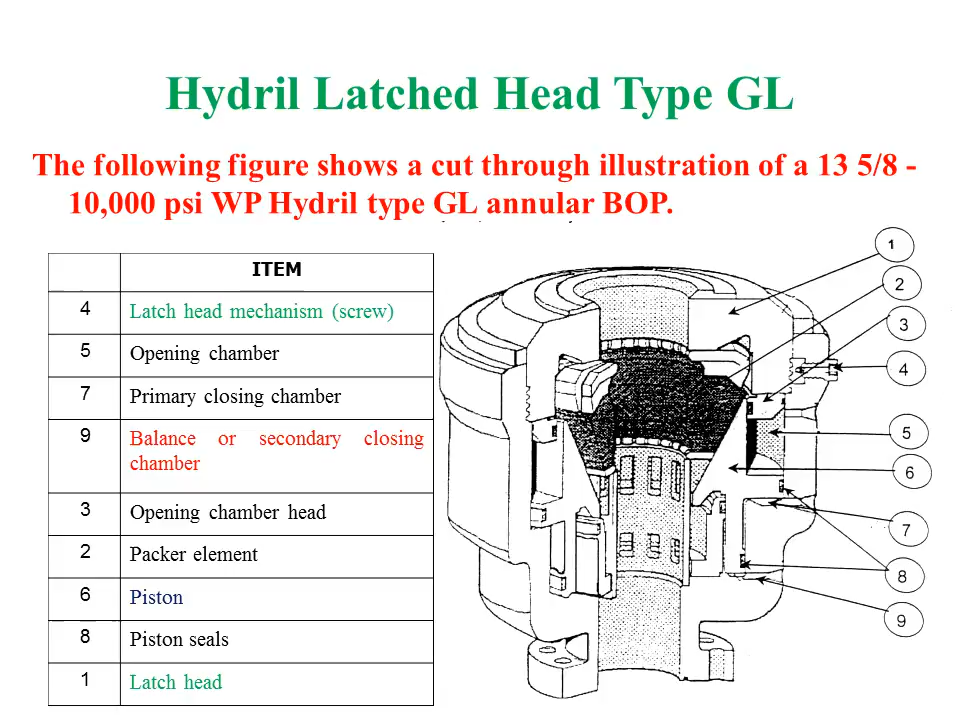 Hydril Latched Head Type GL
The following figure shows a cut through illustration of a 13 5/8 -
10,000 psi WP Hydril type GL annular BOP.
ITEM
4 Latch head mechanism (screw)
5 Opening chamber
7 Primary closing chamber
9 Balance or secondary closing
chamber
3 Opening chamber head
2 Packer element
6 Piston
8 Piston seals
1 Latch head
1
2
3
4
5
6
7
8
9